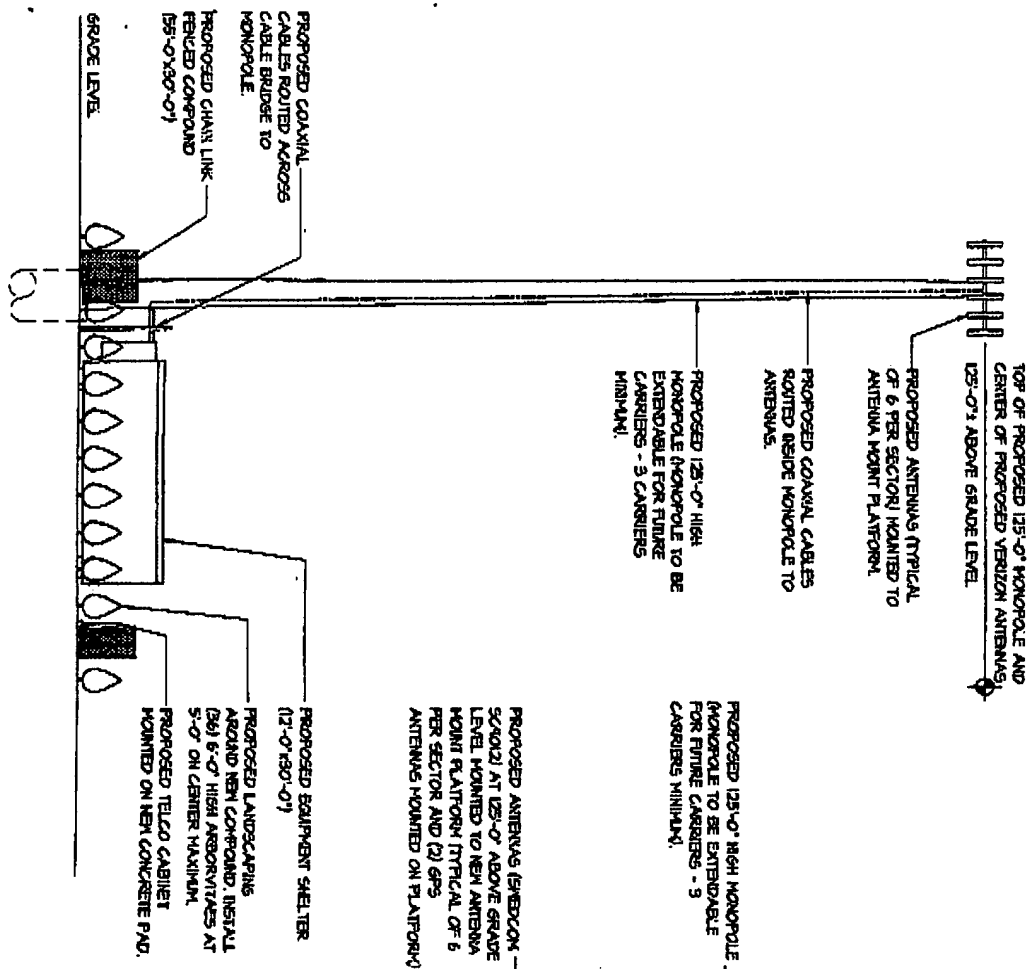 TOP OF PROPOSED 125'-0" MONOPOLE AND
CENTER OF PROPOSED VERIZON ANTENNAS
125'-0"± ABOVE GRADE LEVEL
PROPOSED ANTENNAS (TYPICAL
OF 6 PER SECTOR) MOUNTED TO
ANTENNA MOUNT PLATFORM.
PROPOSED COAXIAL CABLES
ROUTED INSIDE MONOPOLE TO
ANTENNAS.
PROPOSED 125'-0" HIGH
MONOPOLE (MONOPOLE TO BE
EXTENDABLE FOR FUTURE
CARRIERS - 3 CARRIERS
MINIMUM).
PROPOSED COAXIAL
CABLES ROUTED ACROSS
CABLE BRIDGE TO
MONOPOLE.
PROPOSED CHAIN LINK
FENCED COMPOUND
(55'-0"x30'-0")
GRADE LEVEL
PROPOSED 125'-0" HIGH MONOPOLE
(MONOPOLE TO BE EXTENDABLE
FOR FUTURE CARRIERS - 3
CARRIERS MINIMUM).
PROPOSED ANTENNAS
AT 125'-0" ABOVE GRADE
LEVEL MOUNTED TO NEW ANTENNA
MOUNT PLATFORM (TYPICAL OF 6
PER SECTOR AND (2) GPS
ANTENNAS MOUNTED ON PLATFORM)
PROPOSED EQUIPMENT SHELTER
(12'-0"x30'-0")
PROPOSED LANDSCAPING
AROUND NEW COMPOUND. INSTALL
(36) 6'-0" HIGH ARBORVITAES AT
5'-0" ON CENTER MAXIMUM.
PROPOSED TELCO CABINET
MOUNTED ON NEW CONCRETE PAD.